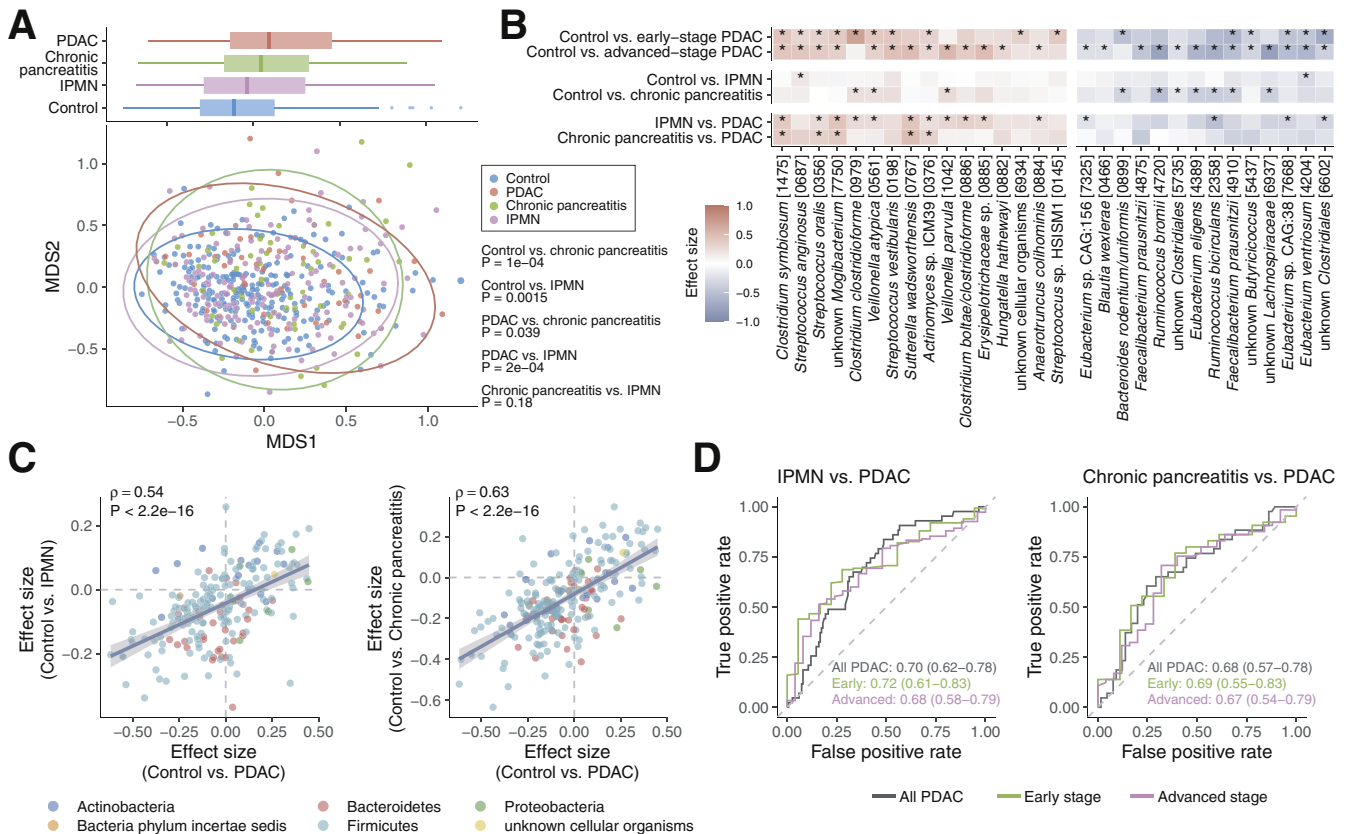 A
PDAC
Chronic
pancreatitis
IPMN
Control
1.0
0.5
0.0
−0.5
MDS2
−0.5
0.0
0.5
1.0
MDS1
Control
PDAC
Chronic pancreatitis
IPMN
Control vs. chronic pancreatitis
P = 1e−04
Control vs. IPMN
P = 0.0015
PDAC vs. chronic pancreatitis
P = 0.039
PDAC vs. IPMN
P = 2e−04
Chronic pancreatitis vs. IPMN
P = 0.18
B
Control vs. early−stage PDAC
Control vs. advanced−stage PDAC
Control vs. IPMN
Control vs. chronic pancreatitis
IPMN vs. PDAC
Chronic pancreatitis vs. PDAC
Effect size
1.0
0.5
0.0
−0.5
−1.0
Clostridium symbiosum [1475]
Streptococcus anginosus [0687]
Streptococcus oralis [0356]
unknown Mogibacterium [7750]
Clostridium clostridioforme [0979]
Veillonella atypica [0561]
Streptococcus vestibularis [0198]
Sutterella wadsworthensis [0767]
Actinomyces sp. ICM39 [0376]
Veillonella parvula [1042]
Clostridium boltae/clostridioforme [0886]
Erysipelotrichaceae sp. [0885]
Hungatella hathewayi [0882]
unknown cellular organisms [6934]
Anaerotruncus colihominis [0884]
Streptococcus sp. HSISM1 [0145]
Eubacterium sp. CAG:156 [7325]
Blautia wexlerae [0466]
Bacteroides rodentium/uniformis [0899]
Faecalibacterium prausnitzii [4875]
Ruminococcus bromii [4720]
unknown Clostridiales [5735]
Eubacterium eligens [4389]
Ruminococcus bicirculans [2358]
Faecalibacterium prausnitzii [4910]
unknown Butyricicoccus [5437]
unknown Lachnospiraceae [6937]
Eubacterium sp. CAG:38 [7668]
Eubacterium ventriosum [4204]
unknown Clostridiales [6602]
C
ρ = 0.54
P < 2.2e−16
0.2
0.0
−0.2
Effect size
(Control vs. IPMN)
−0.50
−0.25
0.00
0.25
0.50
Effect size
(Control vs. PDAC)
ρ = 0.63
P < 2.2e−16
0.2
0.0
−0.2
−0.4
−0.6
Effect size
(Control vs. Chronic pancreatitis)
−0.50
−0.25
0.00
0.25
0.50
Effect size
(Control vs. PDAC)
Actinobacteria
Bacteroidetes
Proteobacteria
Bacteria phylum incertae sedis
Firmicutes
unknown cellular organisms
D
IPMN vs. PDAC
1.00
0.75
0.50
0.25
0.00
True positive rate
All PDAC: 0.70 (0.62−0.78)
Early: 0.72 (0.61−0.83)
Advanced: 0.68 (0.58−0.79)
0.00
0.25
0.50
0.75
1.00
False positive rate
Chronic pancreatitis vs. PDAC
1.00
0.75
0.50
0.25
0.00
True positive rate
All PDAC: 0.68 (0.57−0.78)
Early: 0.69 (0.55−0.83)
Advanced: 0.67 (0.54−0.79)
0.00
0.25
0.50
0.75
1.00
False positive rate
All PDAC
Early stage
Advanced stage